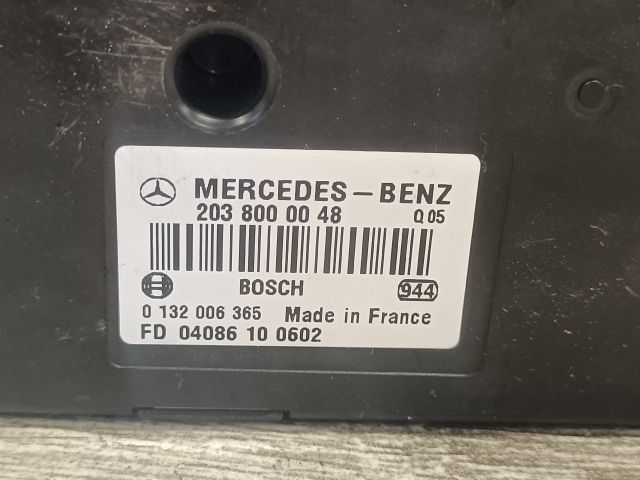 MERCEDES-BENZ
203 800 00 48 Q05
BOSCH 944
0 132 006 365 Made in France
FD 04086 10 0602